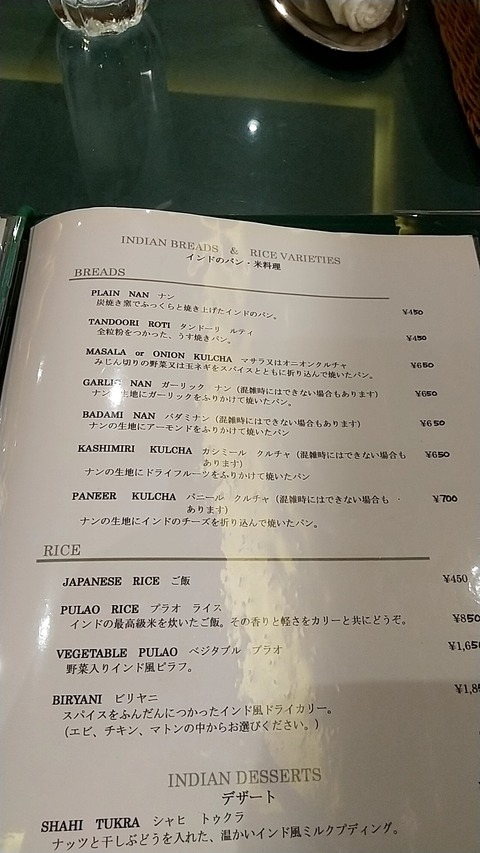 INDIAN BREADS & RICE VARIETIES
インドのパン・米料理
BREADS
PLAIN NAN ナン
炭焼き窯でふっくらと焼き上げたインドのパン。 ¥450
TANDOORI ROTI タンドーリ ルティ
全粒粉をつかった、うす焼きパン。 ¥450
MASALA or ONION KULCHA マサラ又はオニオンクルチャ ¥650
みじん切りの野菜又は玉ネギをスパイスとともに折り込んで焼いたパン。
GARLIC NAN ガーリック ナン（混雑時にはできない場合もあります） ¥650
ナン生地にガーリックをふりかけて焼いたパン。
BADAMI NAN バダミナン（混雑時にはできない場合もあります） ¥650
ナンの生地にアーモンドをふりかけて焼いたパン
KASHIMIRI KULCHA カシミール クルチャ（混雑時にはできない場合も ¥650
あります）
ナンの生地にドライフルーツをふりかけて焼いたパン
PANEER KULCHA パニール クルチャ（混雑時にはできない場合も ¥700
あります）
ナンの生地にインドのチーズを折り込んで焼いたパン。
RICE
JAPANESE RICE ご飯 ¥450
PULAO RICE プラオ ライス ¥850
インドの最高級米を炊いたご飯。その香りと軽さをカリーと共にどうぞ。
VEGETABLE PULAO ベジタブル プラオ ¥1,650
野菜入りインド風ピラフ。
BIRYANI ビリヤニ
スパイスをふんだんにつかったインド風ドライカリー。
（エビ、チキン、マトンの中からお選びください。）
INDIAN DESSERTS
デザート
SHAHI TUKRA シャヒ トゥクラ
ナッツと干しぶどうを入れた、温かいインド風ミルクプディング。